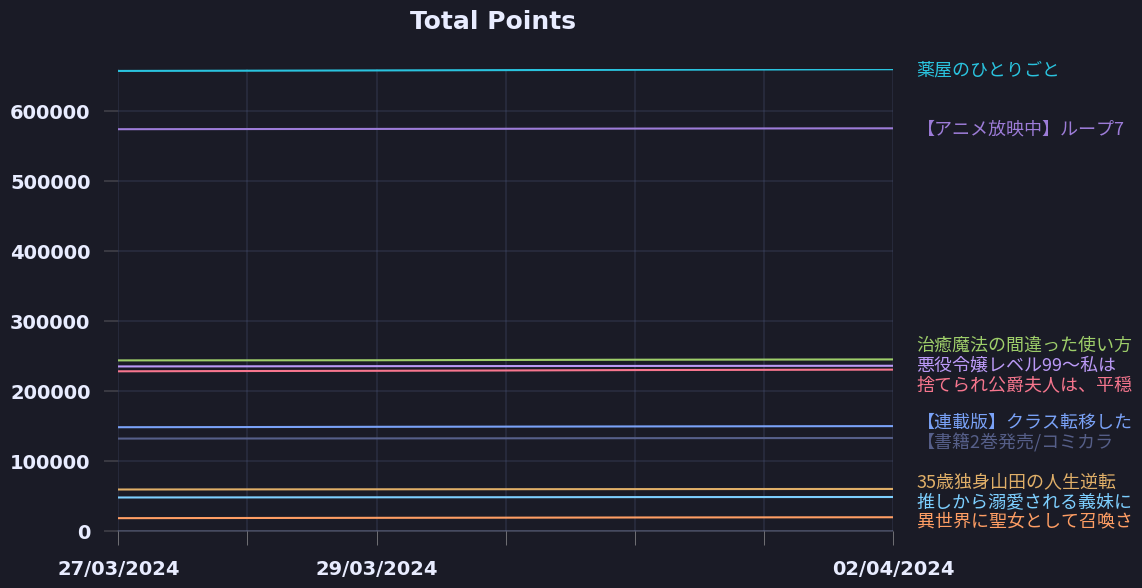 Total Points
薬屋のひとりごと
600000
【アニメ放映中】ループ7
500000
400000
300000
治癒魔法の間違った使い方
悪役令嬢レベル99～私は
捨てられ公爵夫人は、平穏
200000
【連載版】クラス転移した
【書籍2巻発売/コミカラ
100000
35歳独身山田の人生逆転
推しから溺愛される義妹に
異世界に聖女として召喚さ
0
27/03/2024
29/03/2024
02/04/2024